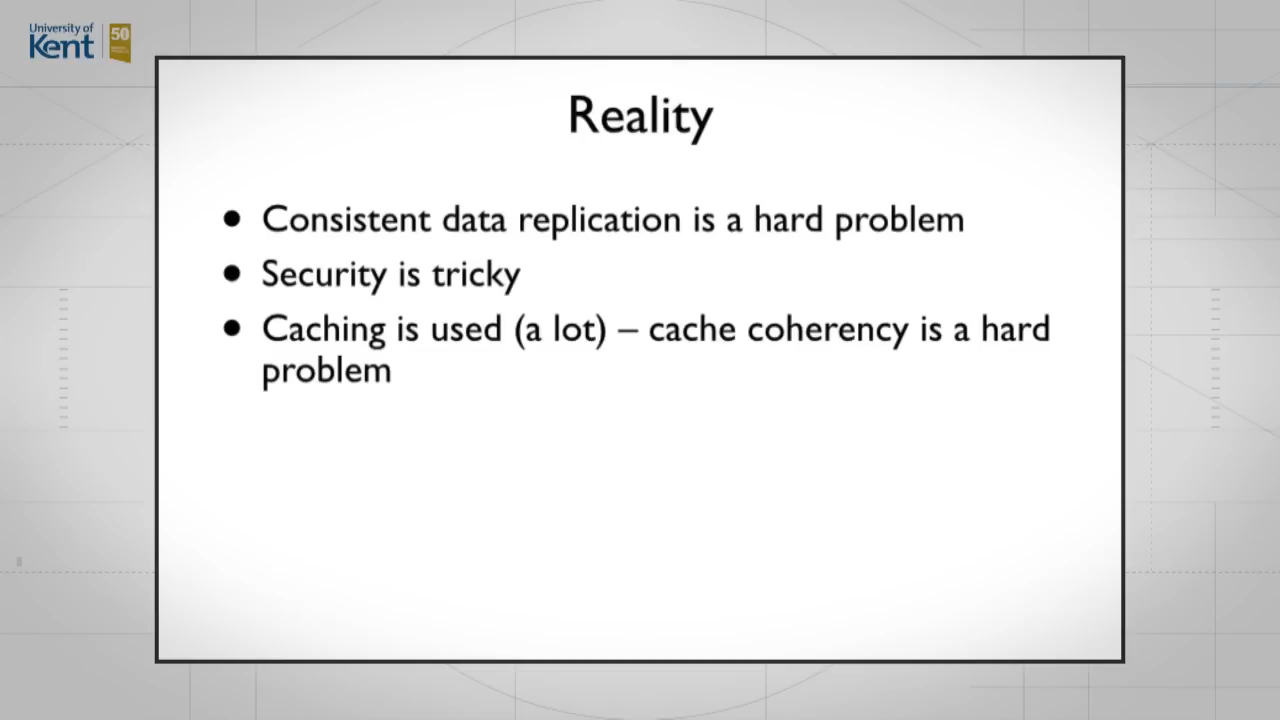 University of
Kent
50
Reality
● Consistent data replication is a hard problem
● Security is tricky
● Caching is used (a lot) – cache coherency is a hard
problem